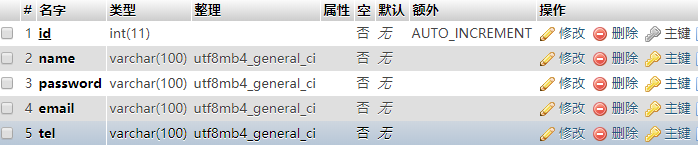 # 名字 类型 整理 属性 空 默认 额外 操作
1 id int(11) 否 无 AUTO_INCREMENT 修改 删除 主键
2 name varchar(100) utf8mb4_general_ci 否 无 修改 删除 主键
3 password varchar(100) utf8mb4_general_ci 否 无 修改 删除 主键
4 email varchar(100) utf8mb4_general_ci 否 无 修改 删除 主键
5 tel varchar(100) utf8mb4_general_ci 否 无 修改 删除 主键